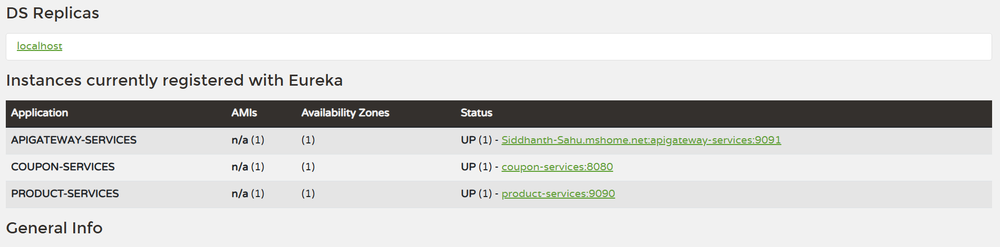 DS Replicas
localhost
Instances currently registered with Eureka
Application AMIs Availability Zones Status
APIGATEWAY-SERVICES n/a (1) (1) UP (1) - Siddhanth-Sahu.mshome.net:apigateway-services:9091
COUPON-SERVICES n/a (1) (1) UP (1) - coupon-services:8080
PRODUCT-SERVICES n/a (1) (1) UP (1) - product-services:9090
General Info